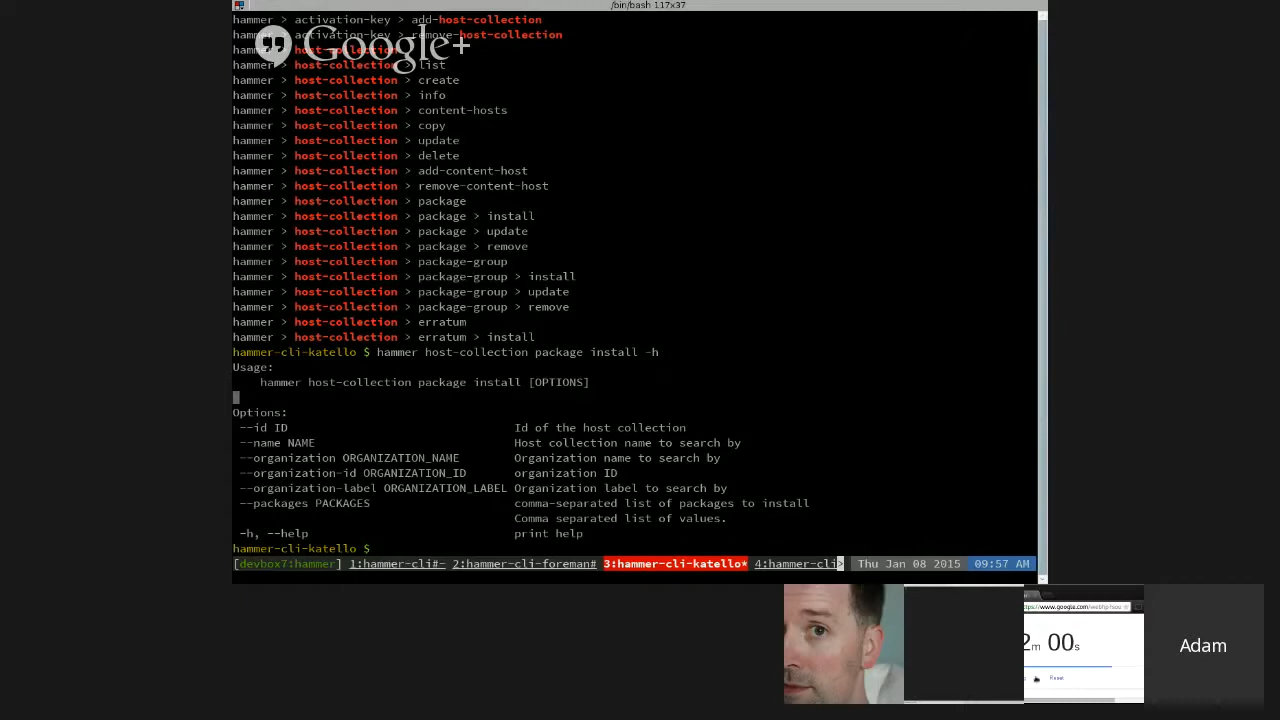 /bin/bash 117x37
hammer > activation-key > add-host-collection
hammer > activation-key > remove-host-collection
hammer > host-collection
Google+
hammer > host-collection > list
hammer > host-collection > create
hammer > host-collection > info
hammer > host-collection > content-hosts
hammer > host-collection > copy
hammer > host-collection > update
hammer > host-collection > delete
hammer > host-collection > add-content-host
hammer > host-collection > remove-content-host
hammer > host-collection > package
hammer > host-collection > package > install
hammer > host-collection > package > update
hammer > host-collection > package > remove
hammer > host-collection > package-group
hammer > host-collection > package-group > install
hammer > host-collection > package-group > update
hammer > host-collection > package-group > remove
hammer > host-collection > erratum
hammer > host-collection > erratum > install
hammer-cli-katello $ hammer host-collection package install -h
Usage:
hammer host-collection package install [OPTIONS]
Options:
--id ID Id of the host collection
--name NAME Host collection name to search by
--organization ORGANIZATION_NAME Organization name to search by
--organization-id ORGANIZATION_ID organization ID
--organization-label ORGANIZATION_LABEL Organization label to search by
--packages PACKAGES comma-separated list of packages to install
Comma separated list of values.
-h, --help print help
hammer-cli-katello $
[devbox7:hammer] 1:hammer-cli#- 2:hammer-cli-foreman# 3:hammer-cli-katello* 4:hammer-cli> Thu Jan 08 2015 09:57 AM
2m 00s
Reset
Adam